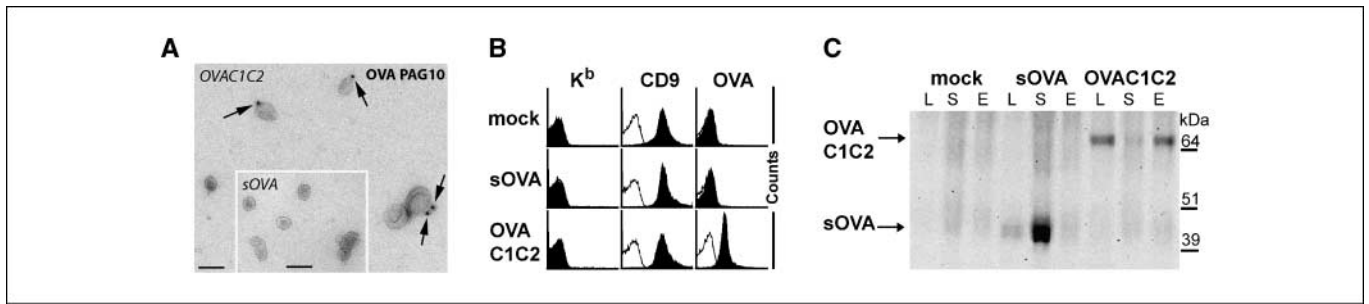 A
OVAC1C2
OVA PAG10
sOVA
B
Kb
CD9
OVA
mock
sOVA
OVA
C1C2
Counts
C
mock
sOVA
OVAC1C2
L
S
E
L
S
E
L
S
E
kDa
OVA
C1C2
64
51
sOVA
39